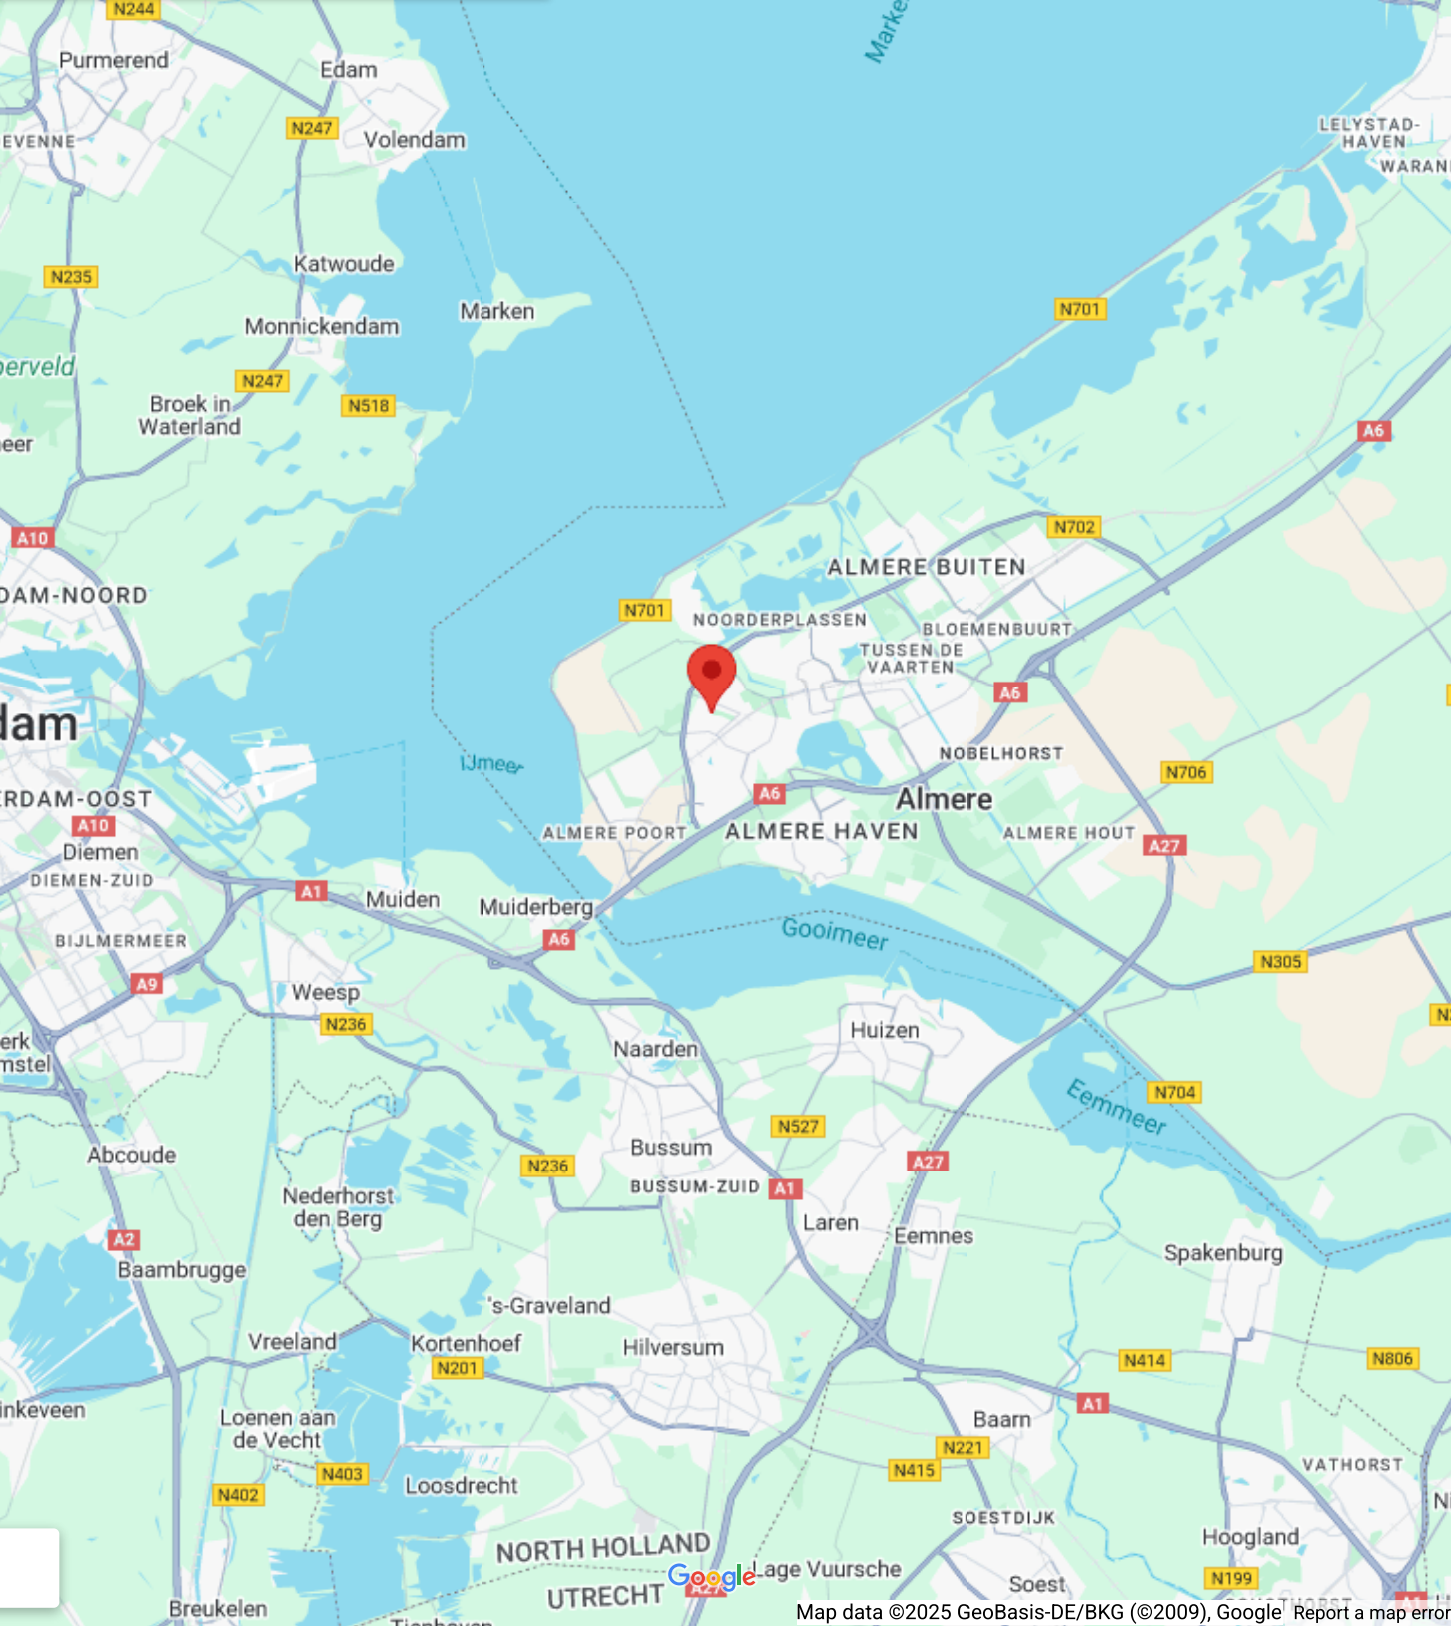 N244
Purmerend
Edam
N247
Volendam
EVENNE
Marke
LELYSTAD-
HAVEN
WARAN
N235
Katwoude
Marken
Monnickendam
N701
perveld
N247
N518
Broek in
Waterland
eer
A6
A10
N702
ALMERE BUITEN
DAM-NOORD
N701
NOORDERPLASSEN
BLOEMENBUURT
TUSSEN DE
VAARTEN
A6
dam
IJmeer
NOBELHORST
N706
A6
Almere
ERDAM-OOST
A10
ALMERE POORT
ALMERE HAVEN
ALMERE HOUT
A27
Diemen
DIEMEN-ZUID
A1
Muiden
Muiderberg
A6
Gooimeer
BIJLMERMEER
N305
A9
Weesp
N236
Huizen
erk
mstel
Naarden
Eemmeer
N704
N527
Abcoude
Bussum
N236
A27
BUSSUM-ZUID
A1
Nederhorst
den Berg
Laren
Eemnes
A2
Spakenburg
Baambrugge
's-Graveland
Vreeland
Kortenhoef
Hilversum
N201
N414
N806
inkeveen
A1
Loenen aan
de Vecht
Baarn
N221
N415
VATHORST
N403
N402
Loosdrecht
SOESTDIJK
Hoogland
NORTH HOLLAND
UTRECHT
Google
A27
Lage Vuursche
N199
Soest
Breukelen
Tienhoven
A1
Map data ©2025 GeoBasis-DE/BKG (©2009), Google
Report a map error